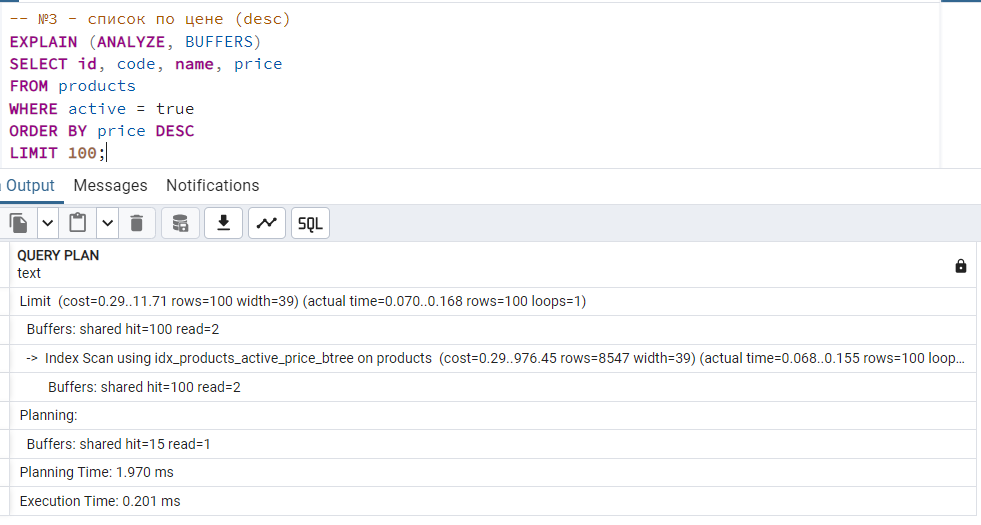 -- №3 - список по цене (desc)
EXPLAIN (ANALYZE, BUFFERS)
SELECT id, code, name, price
FROM products
WHERE active = true
ORDER BY price DESC
LIMIT 100;
Output Messages Notifications
SQL
QUERY PLAN
text
Limit (cost=0.29..11.71 rows=100 width=39) (actual time=0.070..0.168 rows=100 loops=1)
Buffers: shared hit=100 read=2
-> Index Scan using idx_products_active_price_btree on products (cost=0.29..976.45 rows=8547 width=39) (actual time=0.068..0.155 rows=100 loop...
Buffers: shared hit=100 read=2
Planning:
Buffers: shared hit=15 read=1
Planning Time: 1.970 ms
Execution Time: 0.201 ms